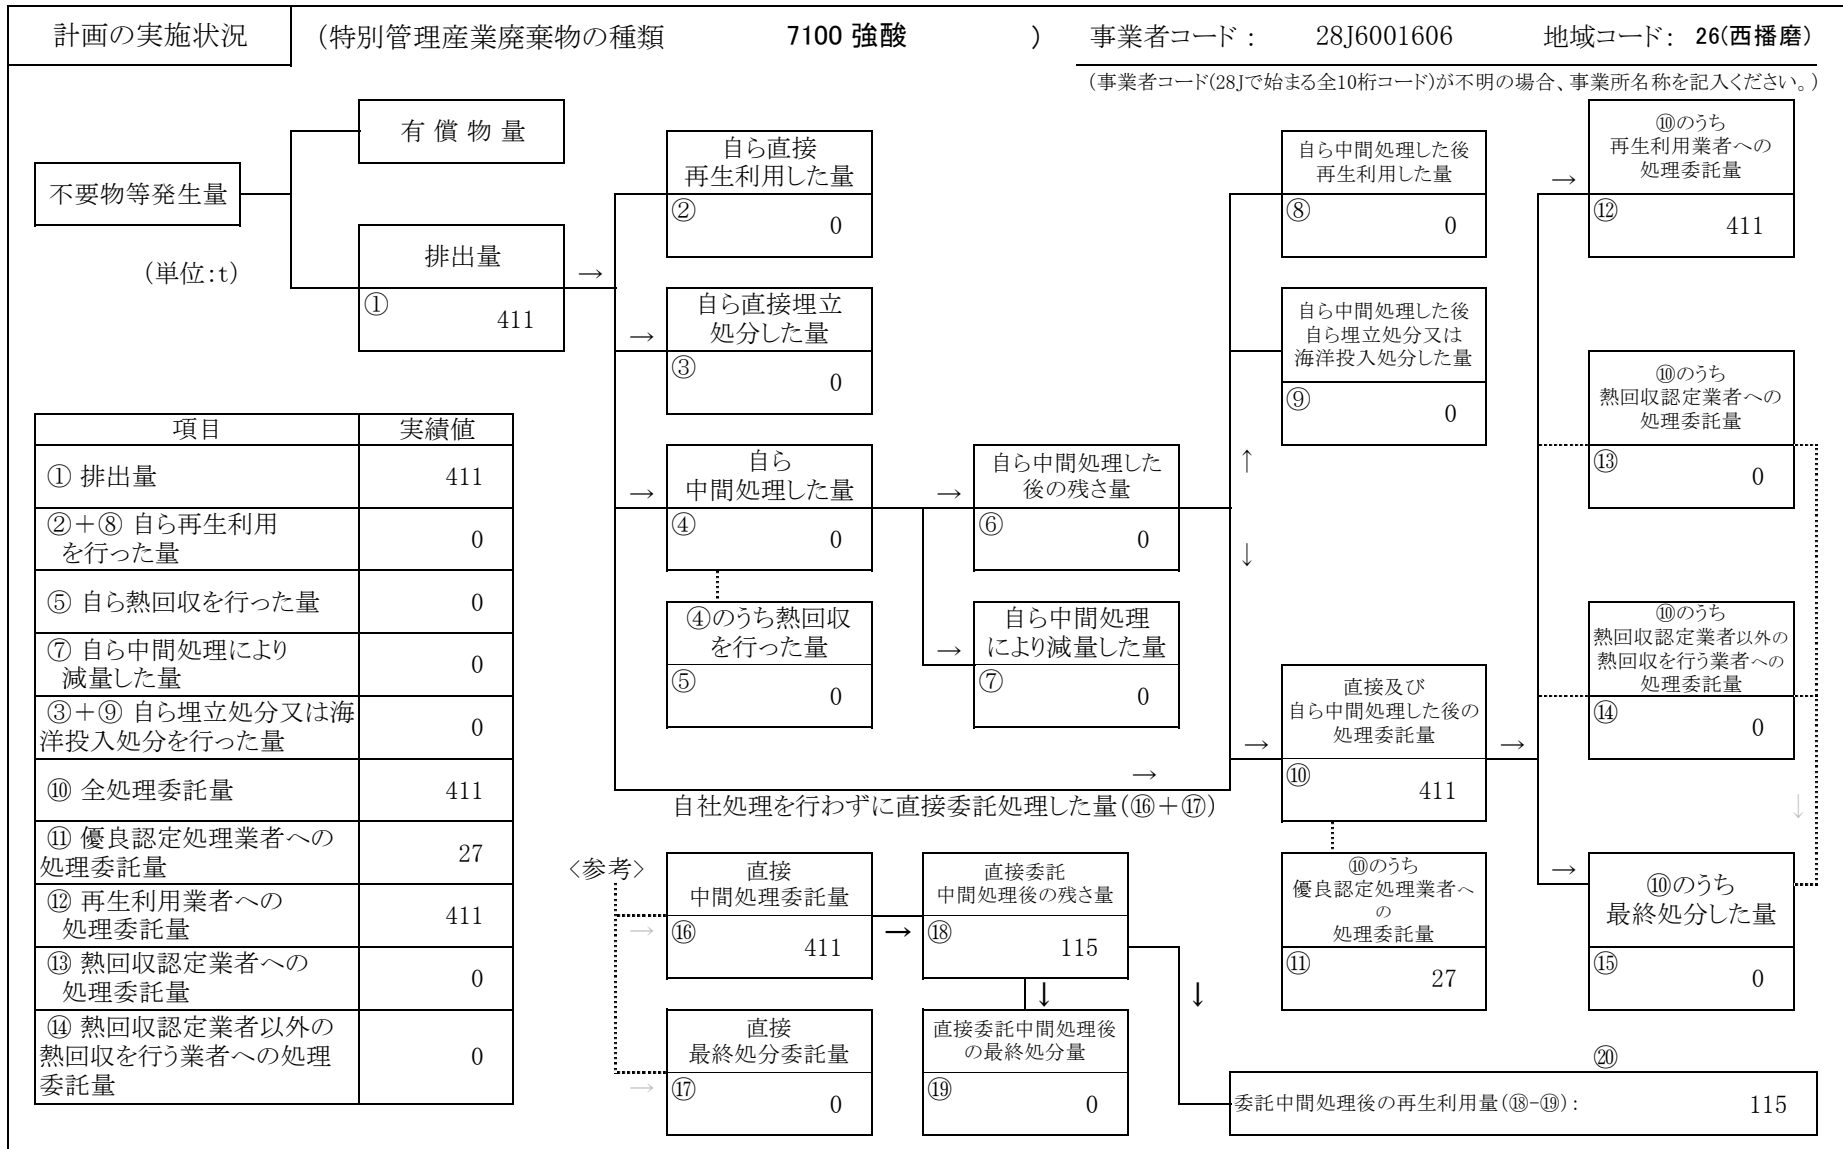 計画の実施状況 (特別管理産業廃棄物の種類 7100 強酸 ) 事業者コード： 28J6001606 地域コード： 26(西播磨)
(事業者コード(28Jで始まる全10桁コード)が不明の場合、事業所名称を記入ください。)
不要物等発生量
(単位:t)
有 償 物 量
排出量
①
411
→
自ら直接
再生利用した量
②
0
→
自ら直接埋立
処分した量
③
0
→
自ら
中間処理した量
④
0
④のうち熱回収
を行った量
⑤
0
→
自ら中間処理した
後の残さ量
⑥
0
→
自ら中間処理
により減量した量
⑦
0
自ら中間処理した後
再生利用した量
⑧
0
自ら中間処理した後
自ら埋立処分又は
海洋投入処分した量
⑨
0
↑
↓
→
直接及び
自ら中間処理した後の
処理委託量
⑩
411
→
⑩のうち
優良認定処理業者へ
の
処理委託量
⑪
27
→
⑩のうち
再生利用業者への
処理委託量
⑫
411
⑩のうち
熱回収認定業者への
処理委託量
⑬
0
⑩のうち
熱回収認定業者以外の
熱回収を行う業者への
処理委託量
⑭
0
↓
→
⑩のうち
最終処分した量
⑮
0
→
自社処理を行わずに直接委託処理した量(⑯＋⑰)
項目 実績値
① 排出量 411
②＋⑧ 自ら再生利用
を行った量 0
⑤ 自ら熱回収を行った量 0
⑦ 自ら中間処理により
減量した量 0
③＋⑨ 自ら埋立処分又は海
洋投入処分を行った量 0
⑩ 全処理委託量 411
⑪ 優良認定処理業者への
処理委託量 27
⑫ 再生利用業者への
処理委託量 411
⑬ 熱回収認定業者への
処理委託量 0
⑭ 熱回収認定業者以外の
熱回収を行う業者への処理
委託量 0
<参考>
→
直接
中間処理委託量
⑯
411
→
直接委託
中間処理後の残さ量
⑱
115
↓
↓
→
直接
最終処分委託量
⑰
0
直接委託中間処理後
の最終処分量
⑲
0
⑳
委託中間処理後の再生利用量(⑱-⑲)： 115